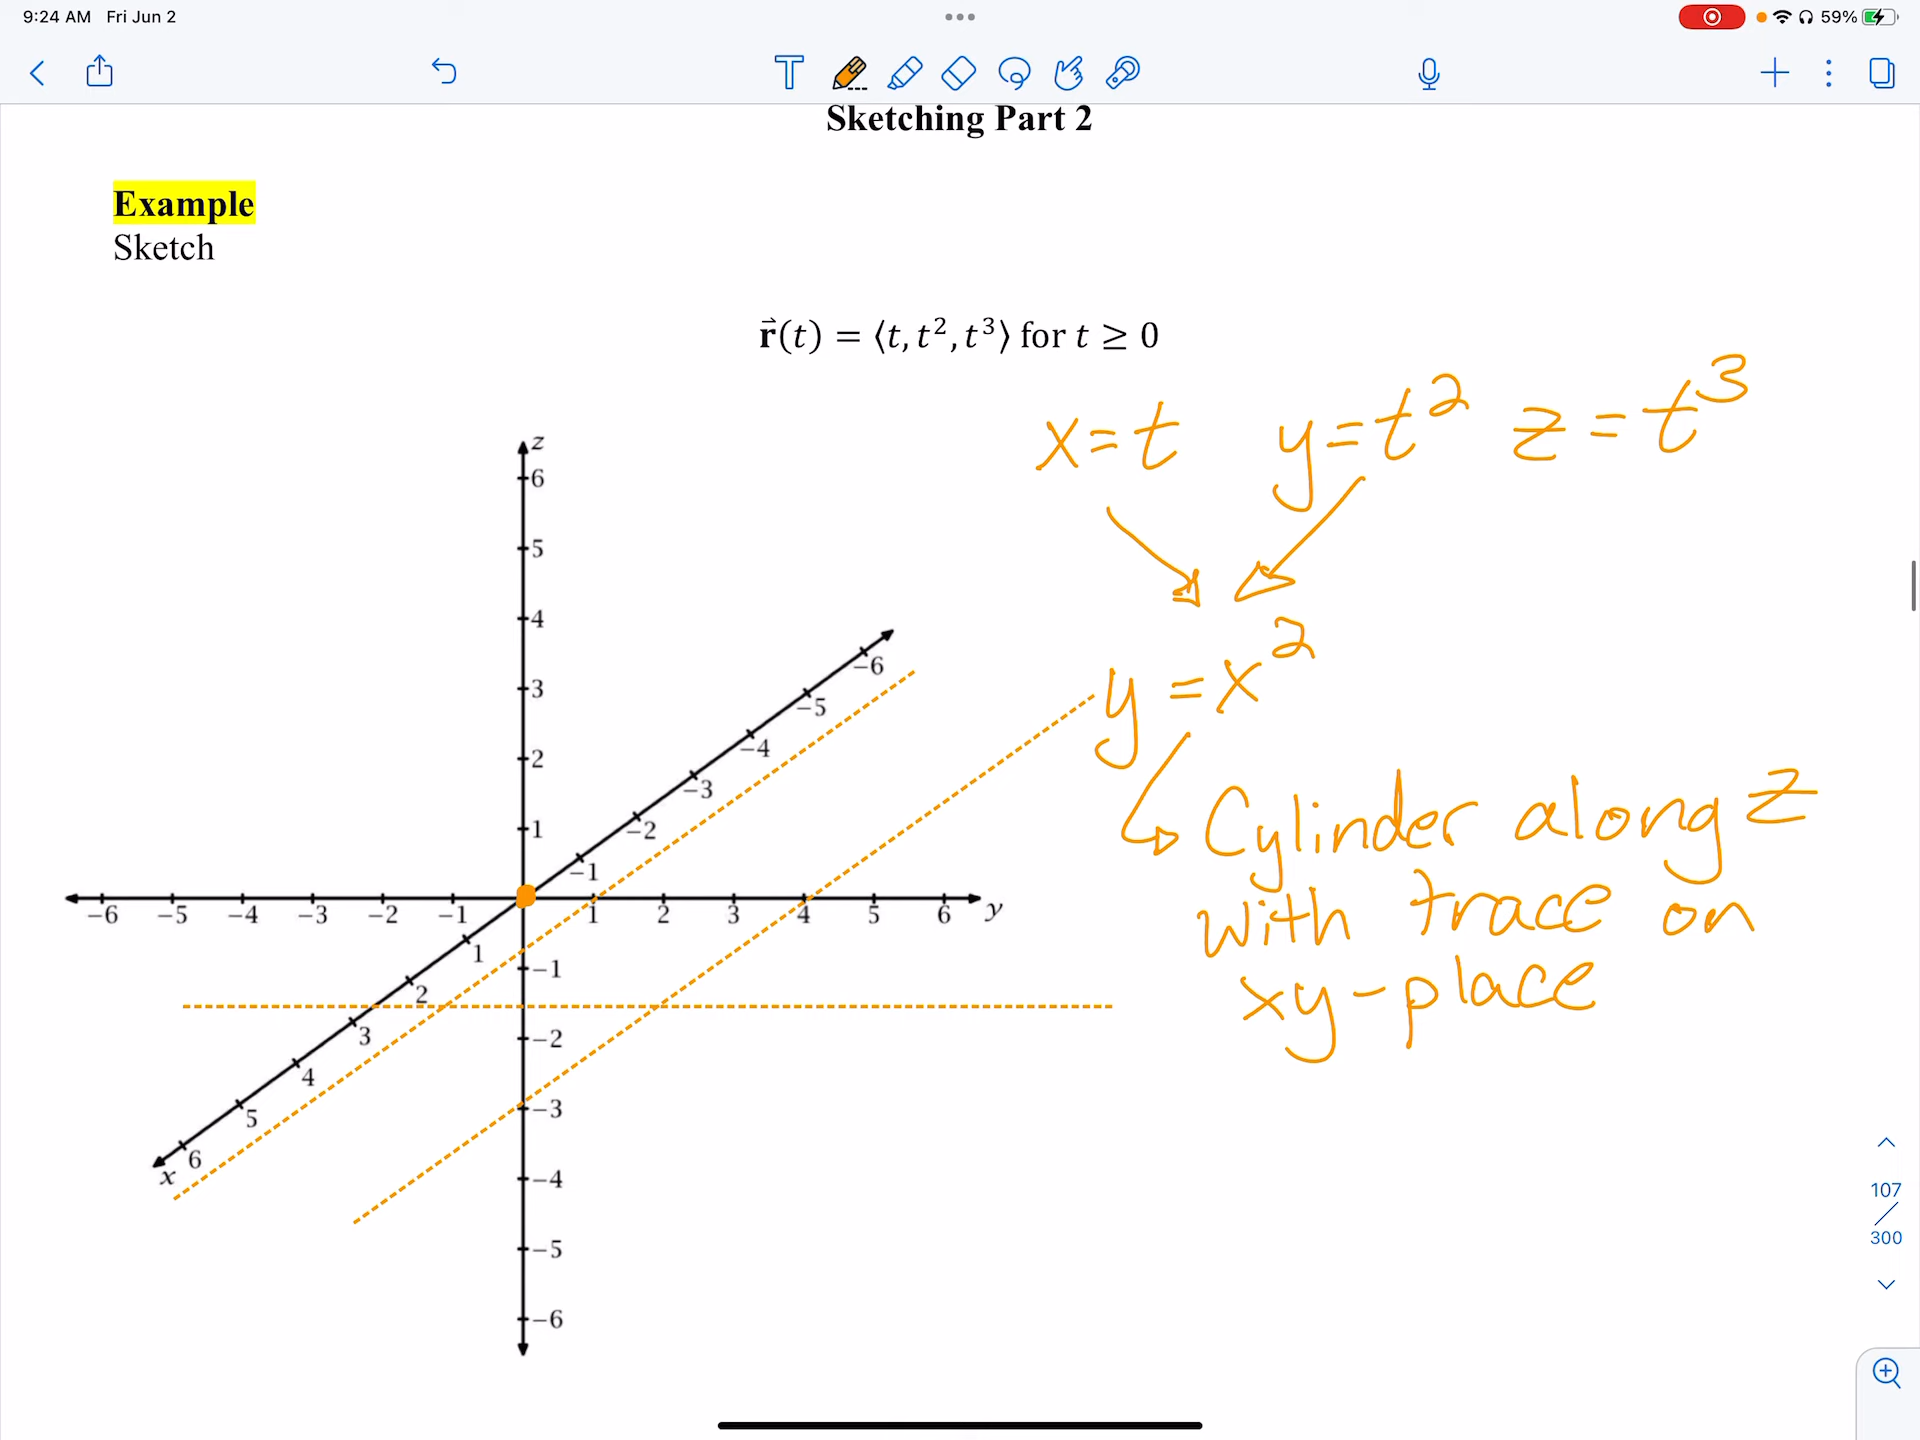 9:24 AM Fri Jun 2
59%
Sketching Part 2
Example
Sketch
r⃗(t) = ⟨t, t², t³⟩ for t ≥ 0
x = t y = t² z = t³
y = x²
Cylinder along z
with trace on
xy-place
z
6
5
4
3
2
1
−6
−5
−4
−3
−2
−1
−6 −5 −4 −3 −2 −1 1 2 3 4 5 6 y
1
2
3
4
5
6
x
−1
−2
−3
−4
−5
−6
107
/
300